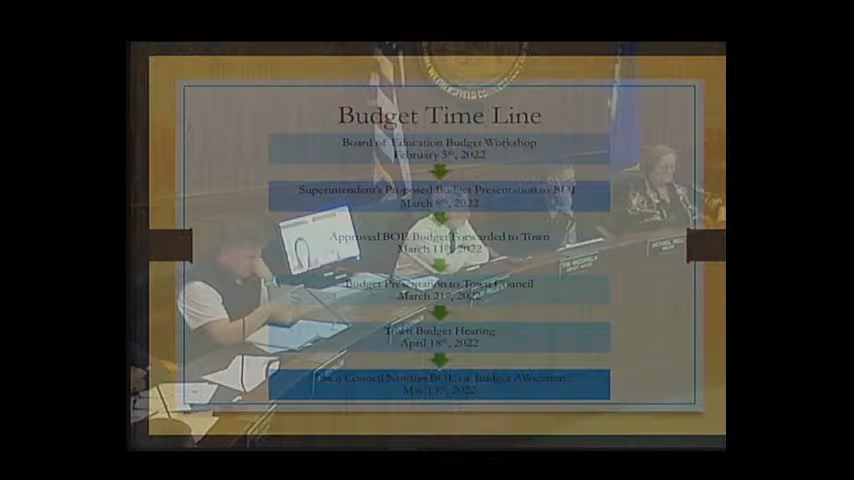 Budget Time Line
Board of Education Budget Workshop
February 5th, 2022
Superintendent's Proposed Budget Presentation to BOE
March 8th, 2022
Approved BOE Budget Forwarded to Town
March 11th, 2022
Budget Presentation to Town Council
March 21st, 2022
Town Budget Hearing
April 18th, 2022
Town Council Notifies BOE of Budget Allocation
May 13th, 2022